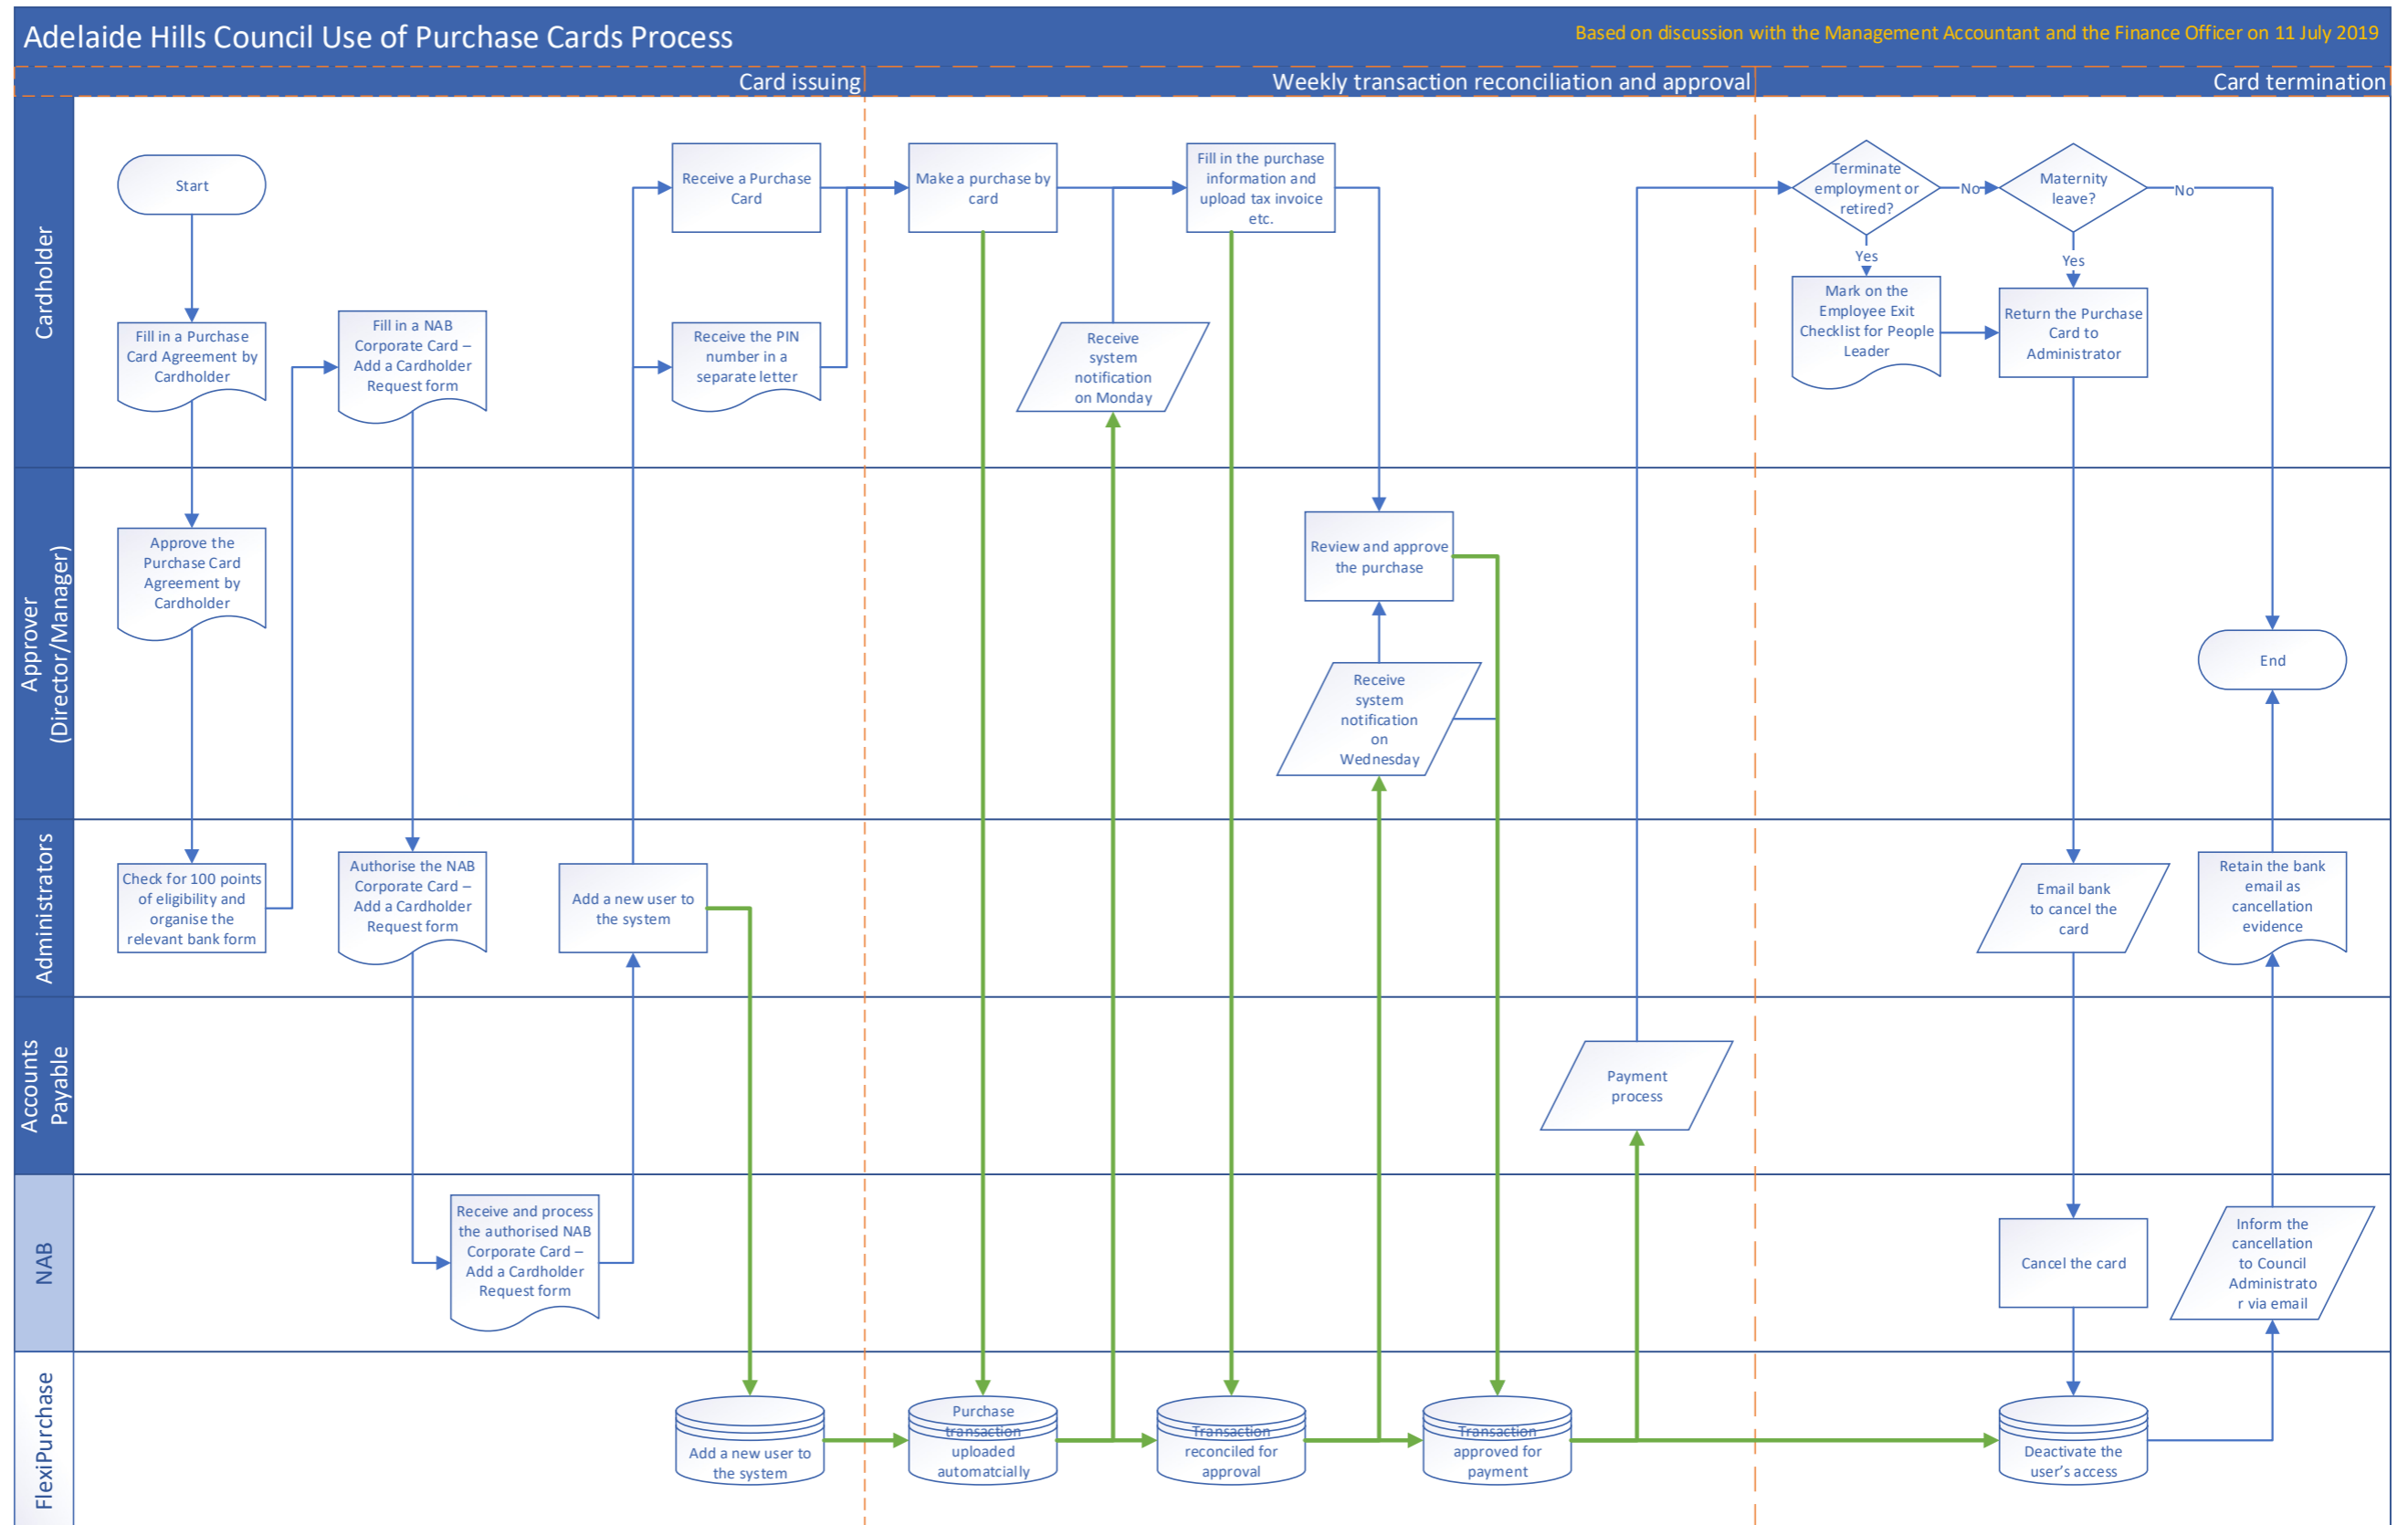 Adelaide Hills Council Use of Purchase Cards Process
Based on discussion with the Management Accountant and the Finance Officer on 11 July 2019
Card issuing
Weekly transaction reconciliation and approval
Card termination
Cardholder
Start
Fill in a Purchase
Card Agreement by
Cardholder
Fill in a NAB
Corporate Card –
Add a Cardholder
Request form
Receive a Purchase
Card
Receive the PIN
number in a
separate letter
Make a purchase by
card
Receive
system
notification
on Monday
Fill in the purchase
information and
upload tax invoice
etc.
Terminate
employment or
retired?
No
Yes
Maternity
leave?
No
Yes
Mark on the
Employee Exit
Checklist for People
Leader
Return the Purchase
Card to
Administrator
Approver
(Director/Manager)
Approve the
Purchase Card
Agreement by
Cardholder
Review and approve
the purchase
Receive
system
notification
on
Wednesday
End
Administrators
Check for 100 points
of eligibility and
organise the
relevant bank form
Authorise the NAB
Corporate Card –
Add a Cardholder
Request form
Add a new user to
the system
Email bank
to cancel the
card
Retain the bank
email as
cancellation
evidence
Accounts
Payable
Payment
process
NAB
Receive and process
the authorised NAB
Corporate Card –
Add a Cardholder
Request form
Cancel the card
Inform the
cancellation
to Council
Administrato
r via email
FlexiPurchase
Add a new user to
the system
Purchase
transaction
uploaded
automatcially
Transaction
reconciled for
approval
Transaction
approved for
payment
Deactivate the
user's access